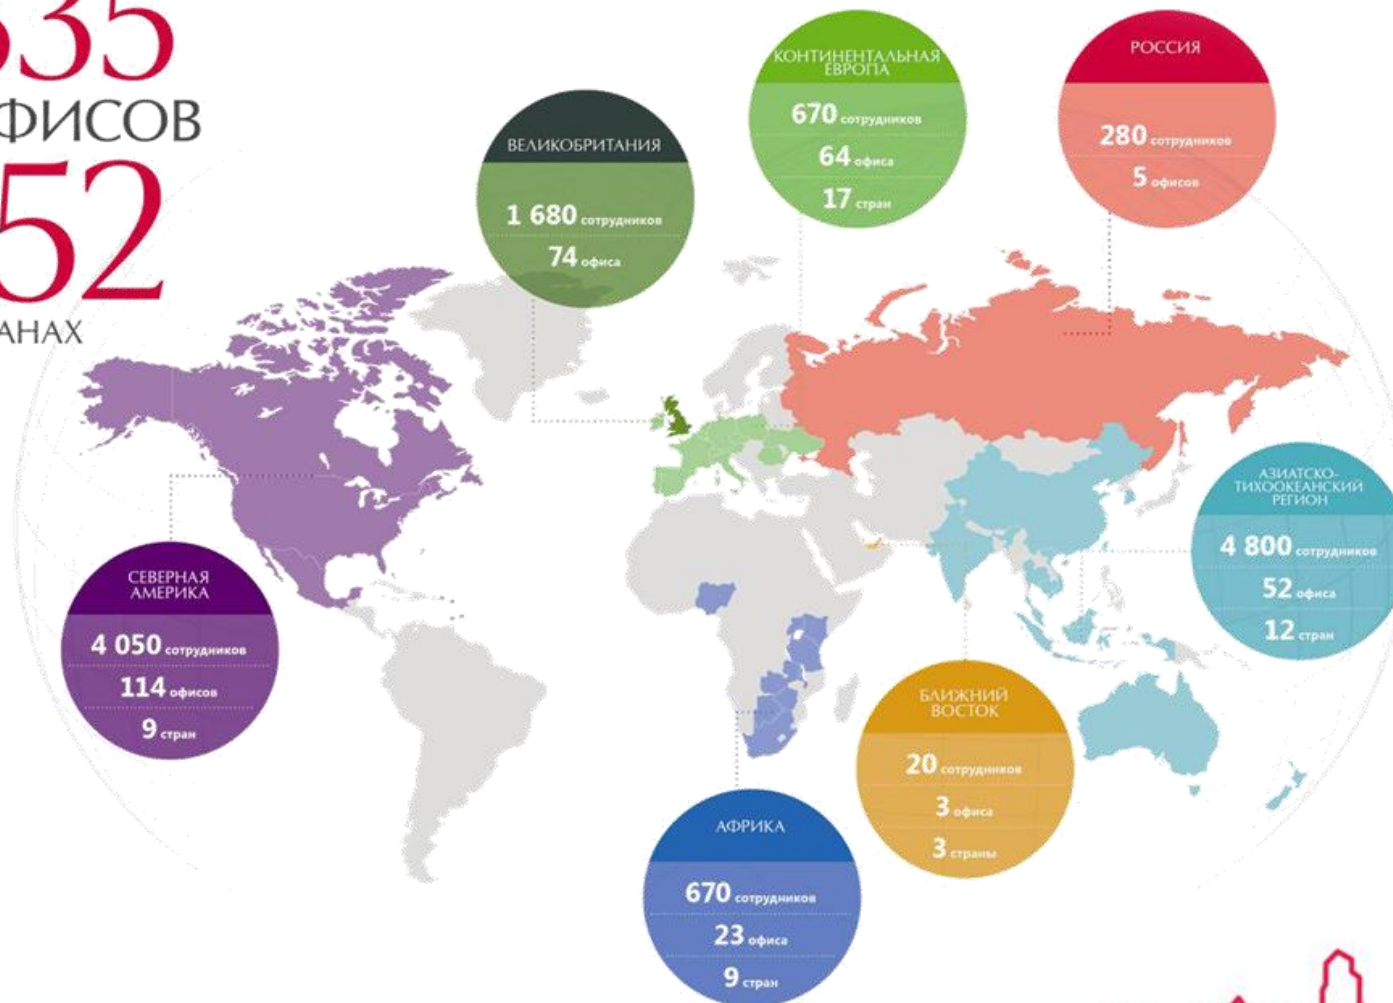 335
ФИСОВ
52
АНАХ
ВЕЛИКОБРИТАНИЯ
1 680 сотрудников
74 офиса
КОНТИНЕНТАЛЬНАЯ
ЕВРОПА
670 сотрудников
64 офиса
17 стран
РОССИЯ
280 сотрудников
5 офисов
СЕВЕРНАЯ
АМЕРИКА
4 050 сотрудников
114 офисов
9 стран
АЗИАТСКО-
ТИХООКЕАНСКИЙ
РЕГИОН
4 800 сотрудников
52 офиса
12 стран
БЛИЖНИЙ
ВОСТОК
20 сотрудников
3 офиса
3 страны
АФРИКА
670 сотрудников
23 офиса
9 стран